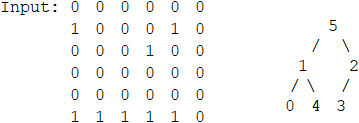 Input: 0 0 0 0 0 0
1 0 0 0 1 0
0 0 0 1 0 0
0 0 0 0 0 0
0 0 0 0 0 0
1 1 1 1 1 0
5
/ \
1 2
/ \ /
0 4 3